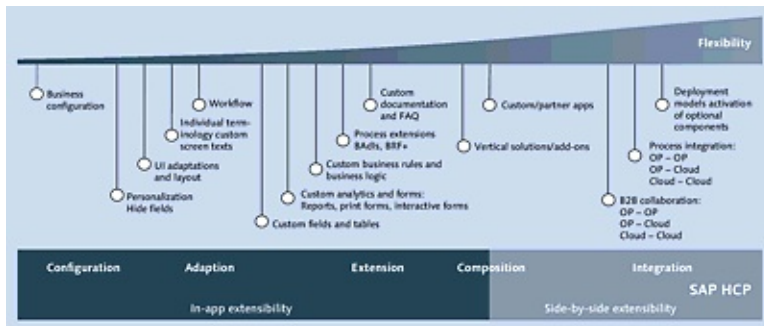 Flexibility
Business
configuration
Personalization
Hide fields
UI adaptations
and layout
Individual term-
inology custom
screen texts
Workflow
Custom fields and tables
Custom analytics and forms:
Reports, print forms, interactive forms
Custom business rules and
business logic
Process extensions
BAdIs, BRF+
Custom
documentation
and FAQ
Vertical solutions/add-ons
Custom/partner apps
B2B collaboration:
OP – OP
OP – Cloud
Cloud – Cloud
Process integration:
OP – OP
OP – Cloud
Cloud – Cloud
Deployment
models activation
of optional
components
Configuration
Adaption
Extension
Composition
Integration
SAP HCP
In-app extensibility
Side-by-side extensibility